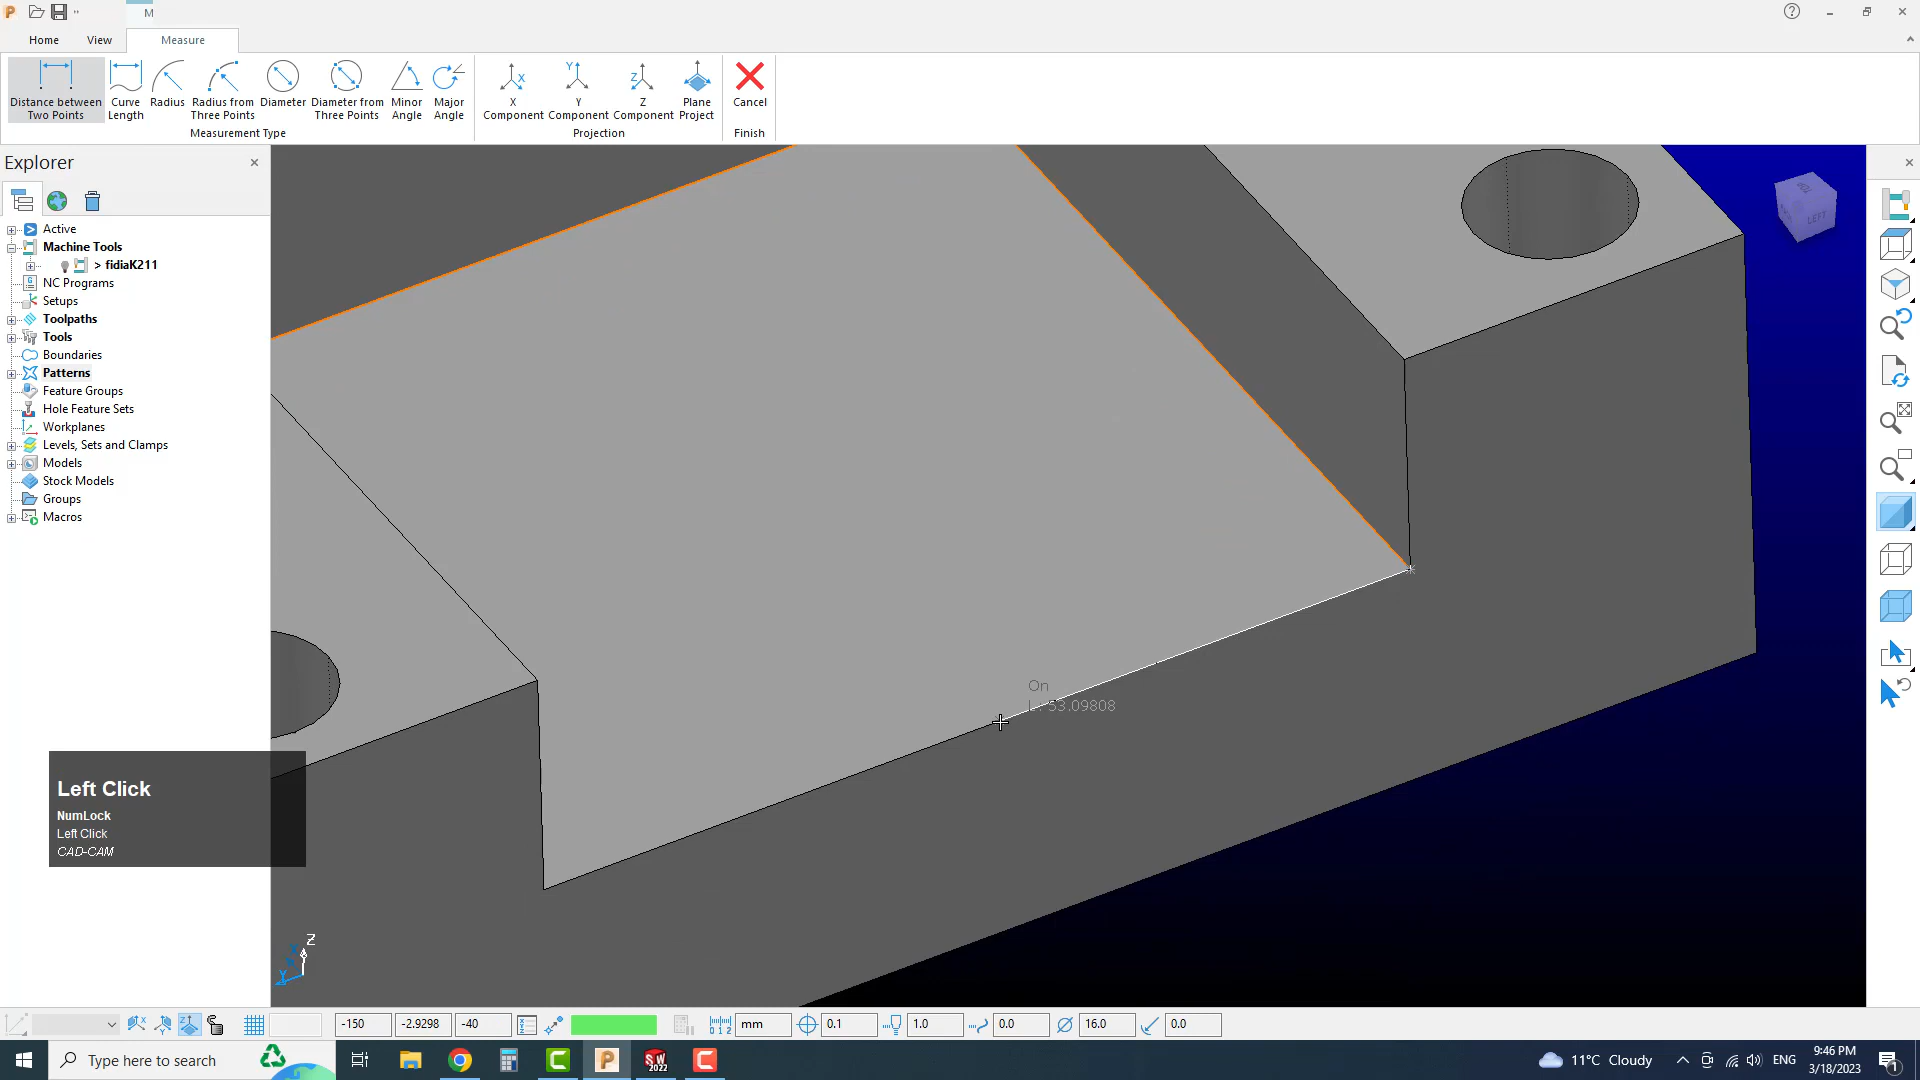 M
Home View Measure
Distance between Two Points
Curve Length
Radius
Radius from Three Points
Diameter
Diameter from Three Points
Minor Angle
Major Angle
X Component
Y Component
Z Component
Plane Project
Cancel
Measurement Type
Projection
Finish
Explorer
Active
Machine Tools
> fidiaK211
NC Programs
Setups
Toolpaths
Tools
Boundaries
Patterns
Feature Groups
Hole Feature Sets
Workplanes
Levels, Sets and Clamps
Models
Stock Models
Groups
Macros
TOP
LEFT
On
L: 53.09808
Left Click
NumLock
Left Click
CAD-CAM
Z
Y
-150 -2.9298 -40 mm 0.1 1.0 0.0 16.0 0.0
Type here to search
11°C Cloudy
ENG
9:46 PM
3/18/2023